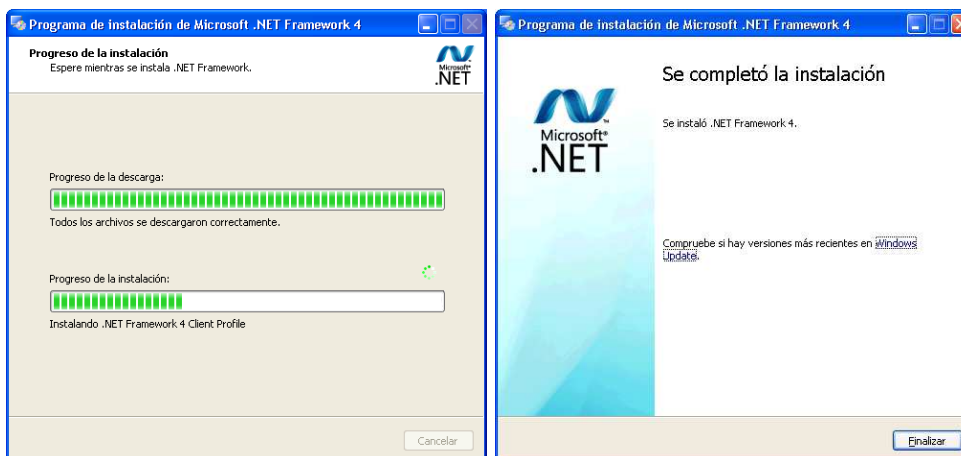 Programa de instalación de Microsoft .NET Framework 4
Progreso de la instalación
Espere mientras se instala .NET Framework.
Microsoft®
.NET
Progreso de la descarga:
Todos los archivos se descargaron correctamente.
Progreso de la instalación:
Instalando .NET Framework 4 Client Profile
Cancelar
Programa de instalación de Microsoft .NET Framework 4
Microsoft®
.NET
Se completó la instalación
Se instaló .NET Framework 4.
Compruebe si hay versiones más recientes en Windows
Update.
Finalizar